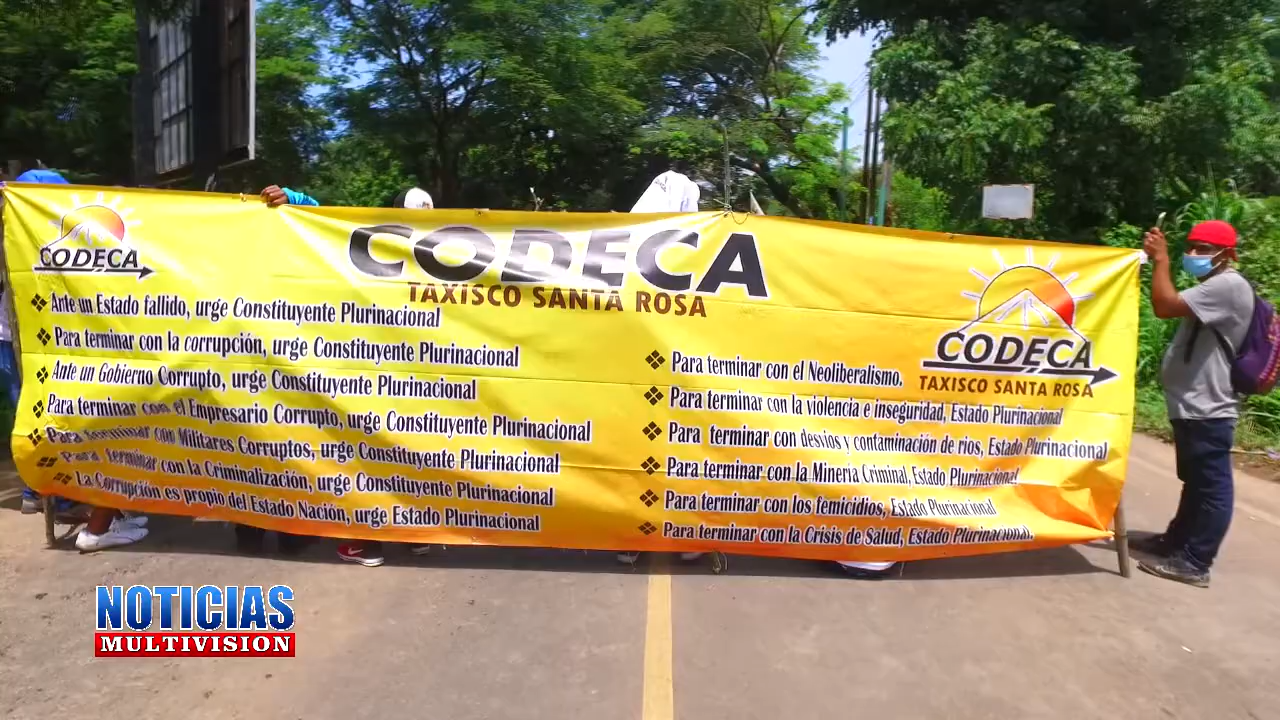 CODECA
CODECA
TAXISCO SANTA ROSA
Ante un Estado fallido, urge Constituyente Plurinacional
Para terminar con la corrupción, urge Constituyente Plurinacional
Ante un Gobierno Corrupto, urge Constituyente Plurinacional
Para terminar con el Empresario Corrupto, urge Constituyente Plurinacional
Para terminar con Militares Corruptos, urge Constituyente Plurinacional
Para terminar con la Criminalización, urge Constituyente Plurinacional
La Corrupción es propio del Estado Nación, urge Estado Plurinacional
CODECA
TAXISCO SANTA ROSA
Para terminar con el Neoliberalismo.
Para terminar con la violencia e inseguridad, Estado Plurinacional
Para terminar con desvios y contaminación de rios, Estado Plurinacional
Para terminar con la Mineria Criminal, Estado Plurinacional
Para terminar con los femicidios, Estado Plurinacional
Para terminar con la Crisis de Salud, Estado Plurinacional.
NOTICIAS
MULTIVISION